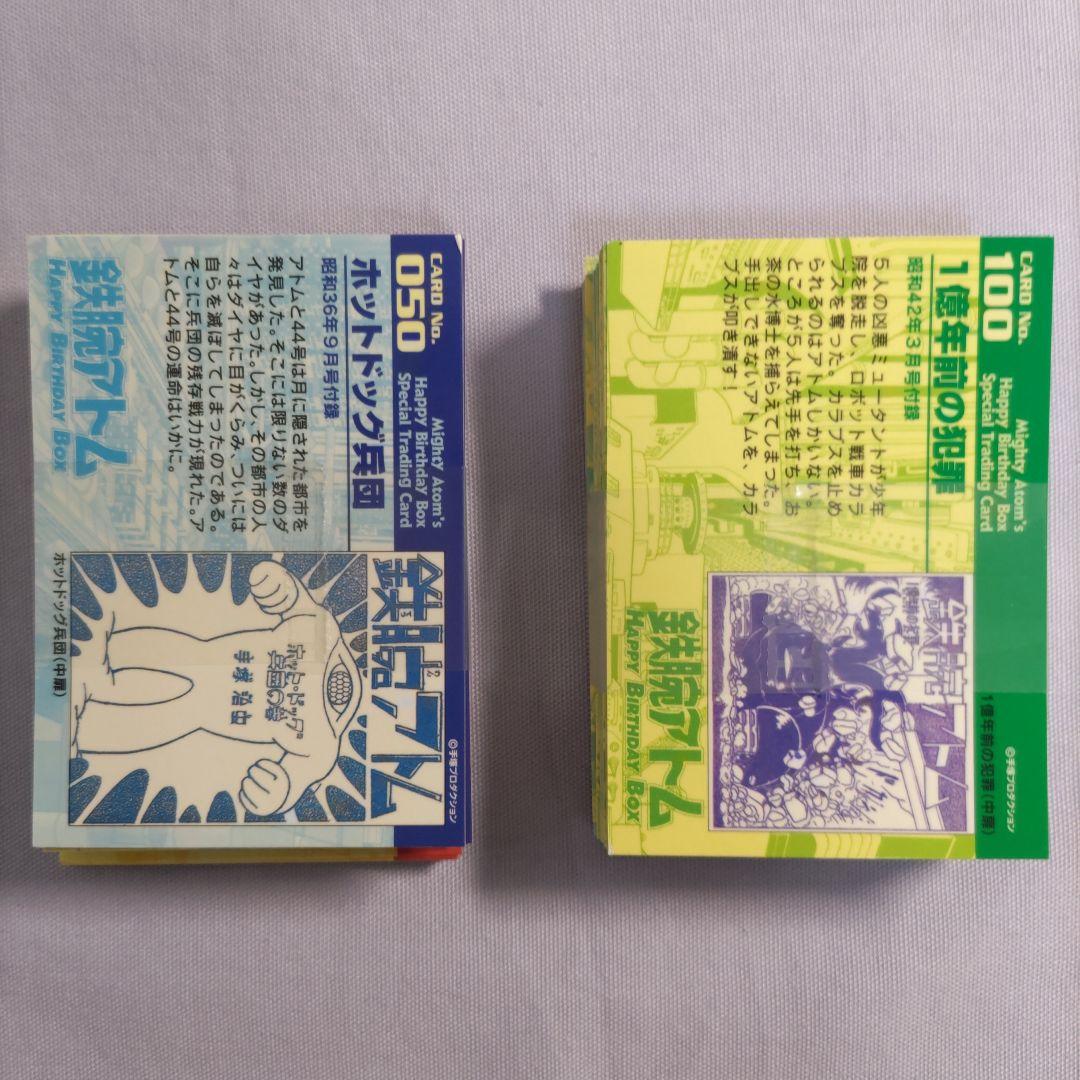 CARD No.
050
Mighty Atom's
Happy Birthday Box
Special Trading Card
ホットドッグ兵団
昭和36年9月号付録
アトムと44号は月に隠された都市を
発見した。そこには限りない数のダ
イヤがあった。しかし、その都市の人
々はダイヤに目がくらみ、ついには
自らを滅ぼしてしまったのである。
そこに兵団の残存戦力が現れた。ア
トムと44号の運命はいかに。
鉄腕アトム
HAPPY BIRTHDAY BOX
鉄腕アトム
ホットドッグ
兵団の巻
手塚治虫
ホットドッグ兵団(中扉)
©手塚プロダクション
CARD No.
100
Mighty Atom's
Happy Birthday Box
Special Trading Card
1億年前の犯罪
昭和42年3月号付録
5人の凶悪ミュータントが少年
院を脱走し、ロボット戦車カラ
ブスを奪った。カラブスを止め
られるのはアトムしかいない。
ところが5人は先手を打ち、お
茶の水博士を捕らえてしまった。
手出しできないアトムを、カラ
ブスが叩き潰す!
鉄腕アトム
HAPPY BIRTHDAY BOX
鉄腕アトム
1億年前の犯罪(中扉)
©手塚プロダクション